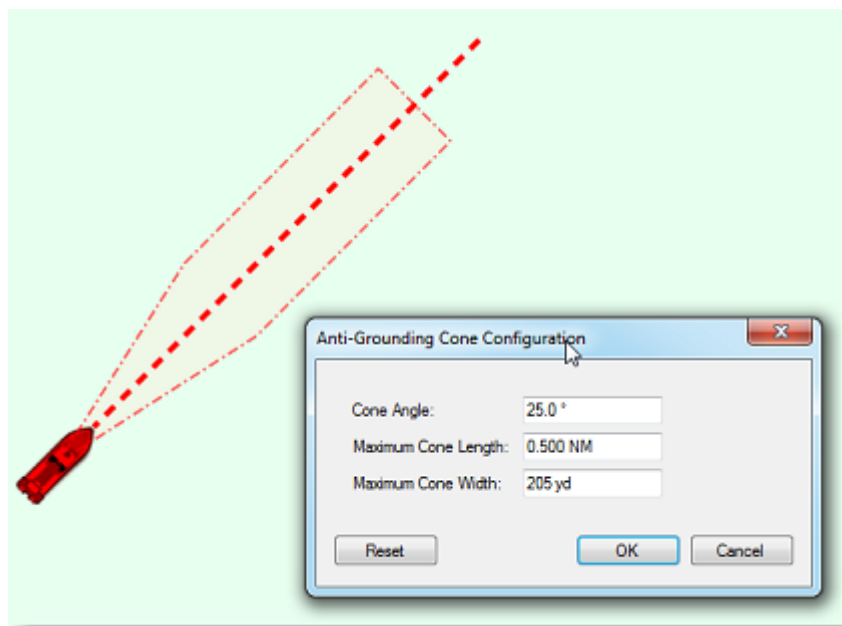 Anti-Grounding Cone Configuration
Cone Angle: 25.0 °
Maximum Cone Length: 0.500 NM
Maximum Cone Width: 205 yd
Reset OK Cancel